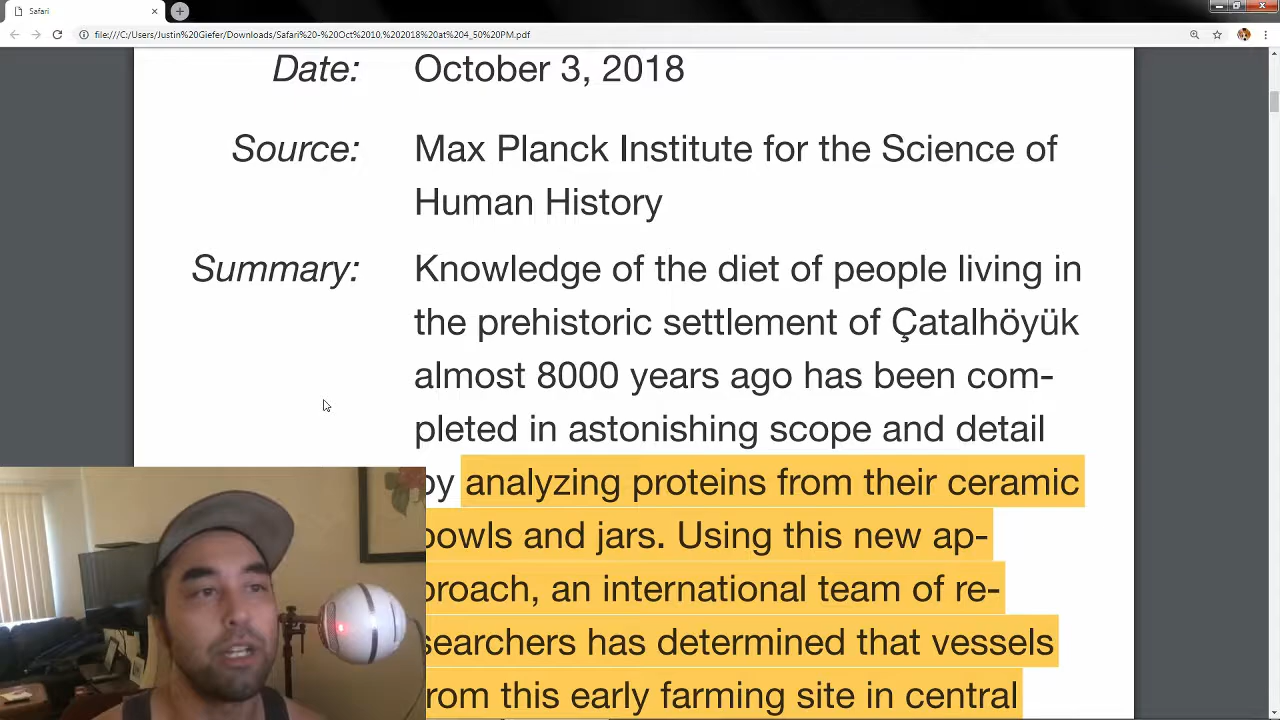 Safari
file:///C:/Users/Justin%20Giefer/Downloads/Safari%20-%20Oct%2010,%202018%20at%204_50%20PM.pdf
Date: October 3, 2018
Source: Max Planck Institute for the Science of
Human History
Summary: Knowledge of the diet of people living in
the prehistoric settlement of Çatalhöyük
almost 8000 years ago has been com-
pleted in astonishing scope and detail
by analyzing proteins from their ceramic
bowls and jars. Using this new ap-
proach, an international team of re-
searchers has determined that vessels
from this early farming site in central